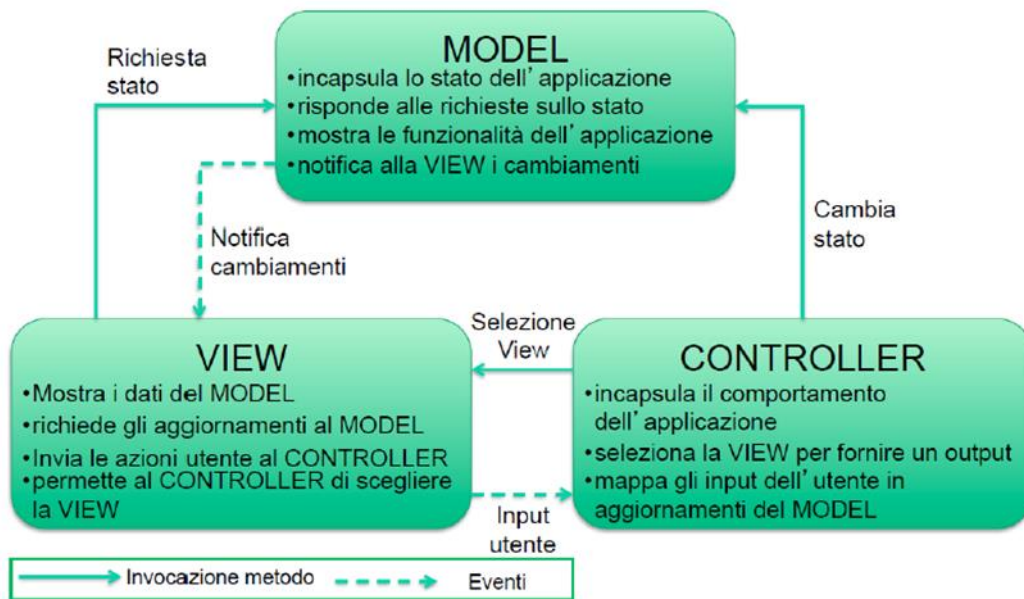 MODEL
•incapsula lo stato dell’ applicazione
•risponde alle richieste sullo stato
•mostra le funzionalità dell’ applicazione
•notifica alla VIEW i cambiamenti
Richiesta
stato
Notifica
cambiamenti
Cambia
stato
Selezione
View
VIEW
•Mostra i dati del MODEL
•richiede gli aggiornamenti al MODEL
•Invia le azioni utente al CONTROLLER
•permette al CONTROLLER di scegliere
la VIEW
CONTROLLER
•incapsula il comportamento
dell’ applicazione
•seleziona la VIEW per fornire un output
•mappa gli input dell’ utente in
aggiornamenti del MODEL
Input
utente
Invocazione metodo
Eventi